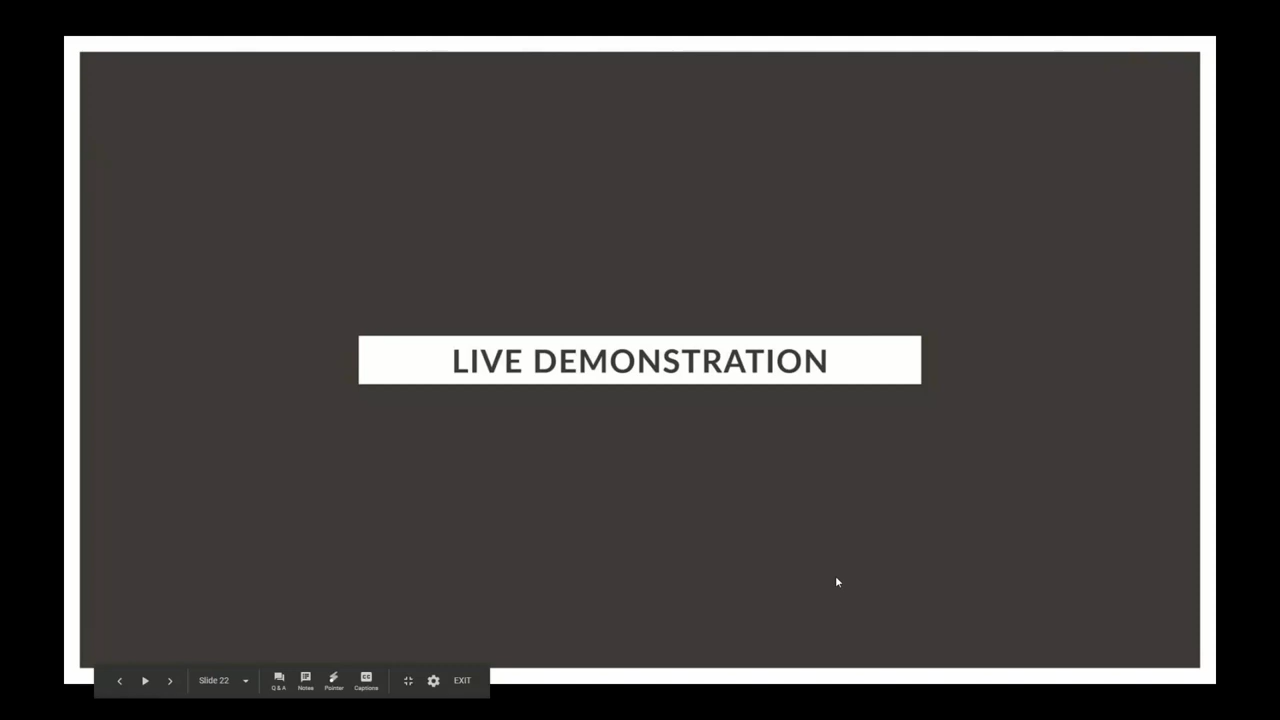 LIVE DEMONSTRATION
Slide 22
Q & A
Notes
Pointer
Captions
EXIT